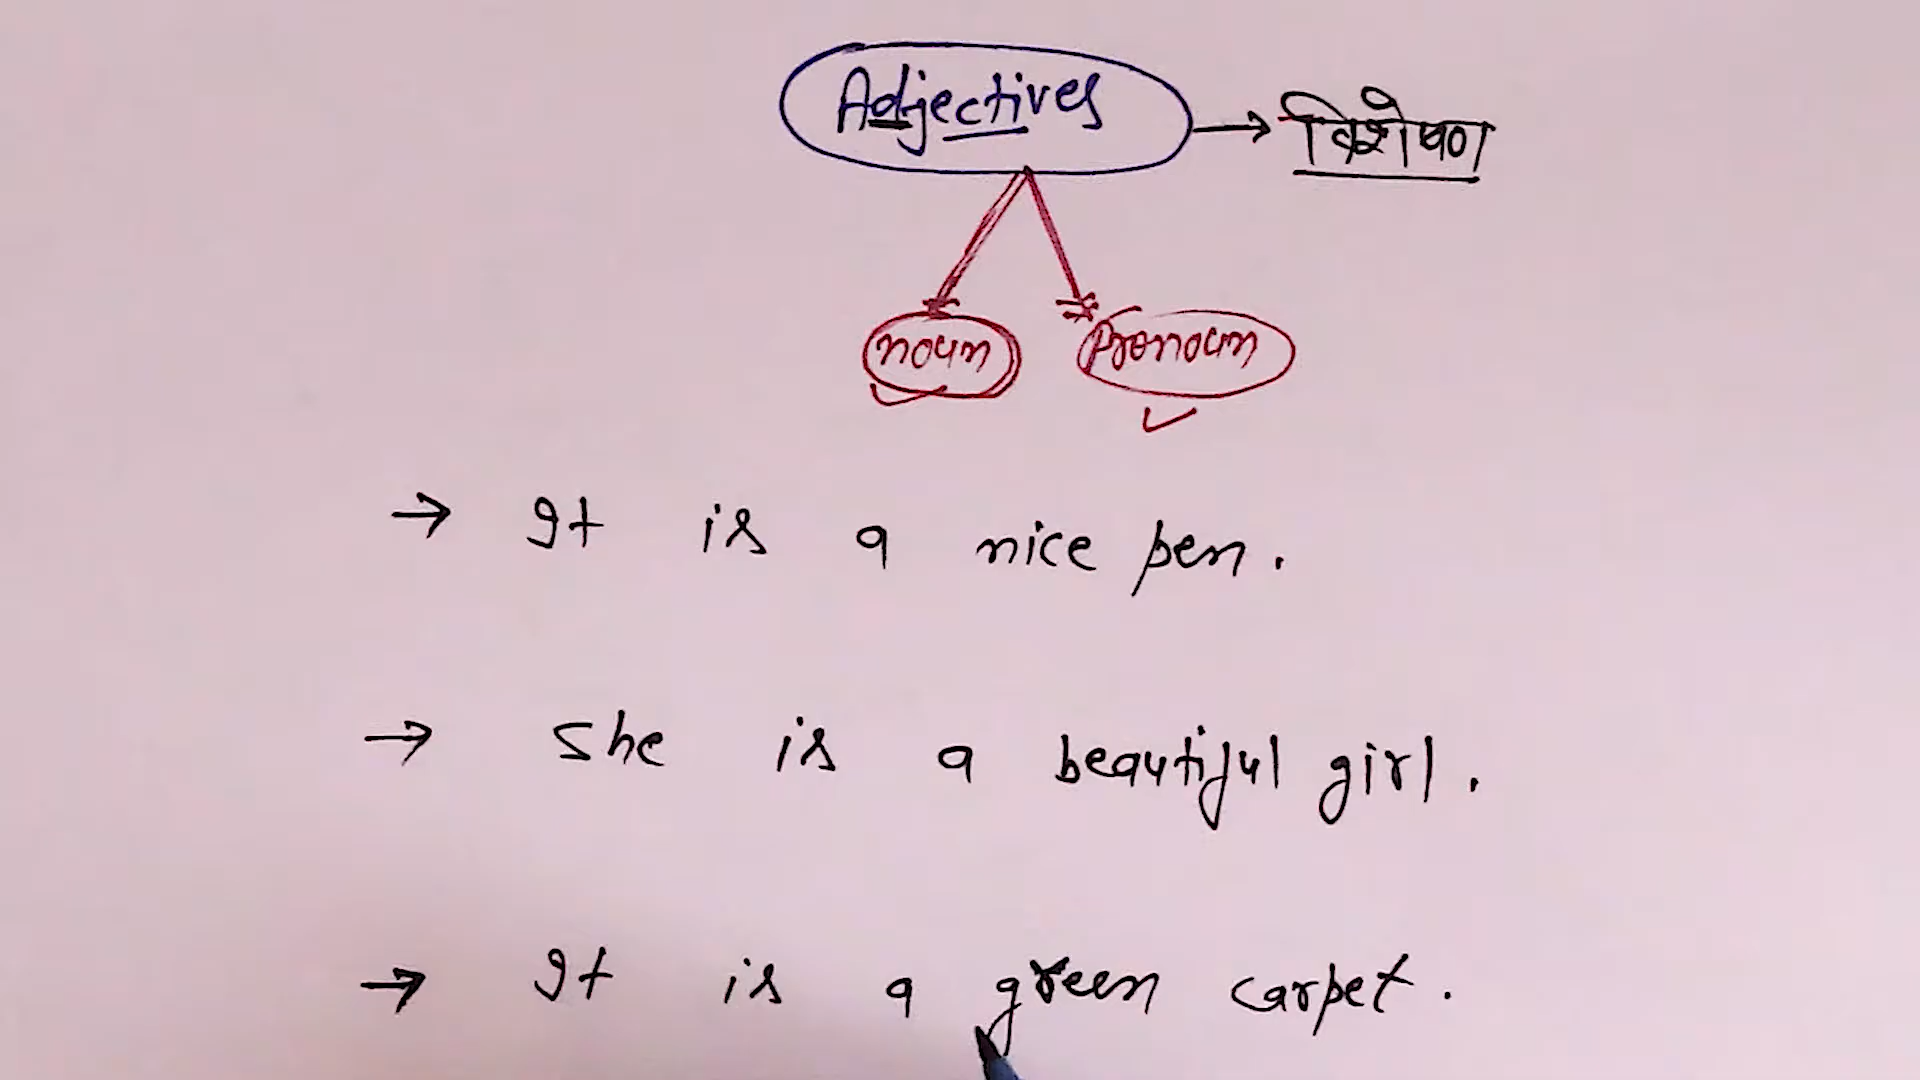 Adjectives → विशेषण
noun pronoun
→ It is a nice pen.
→ She is a beautiful girl.
→ It is a green carpet.